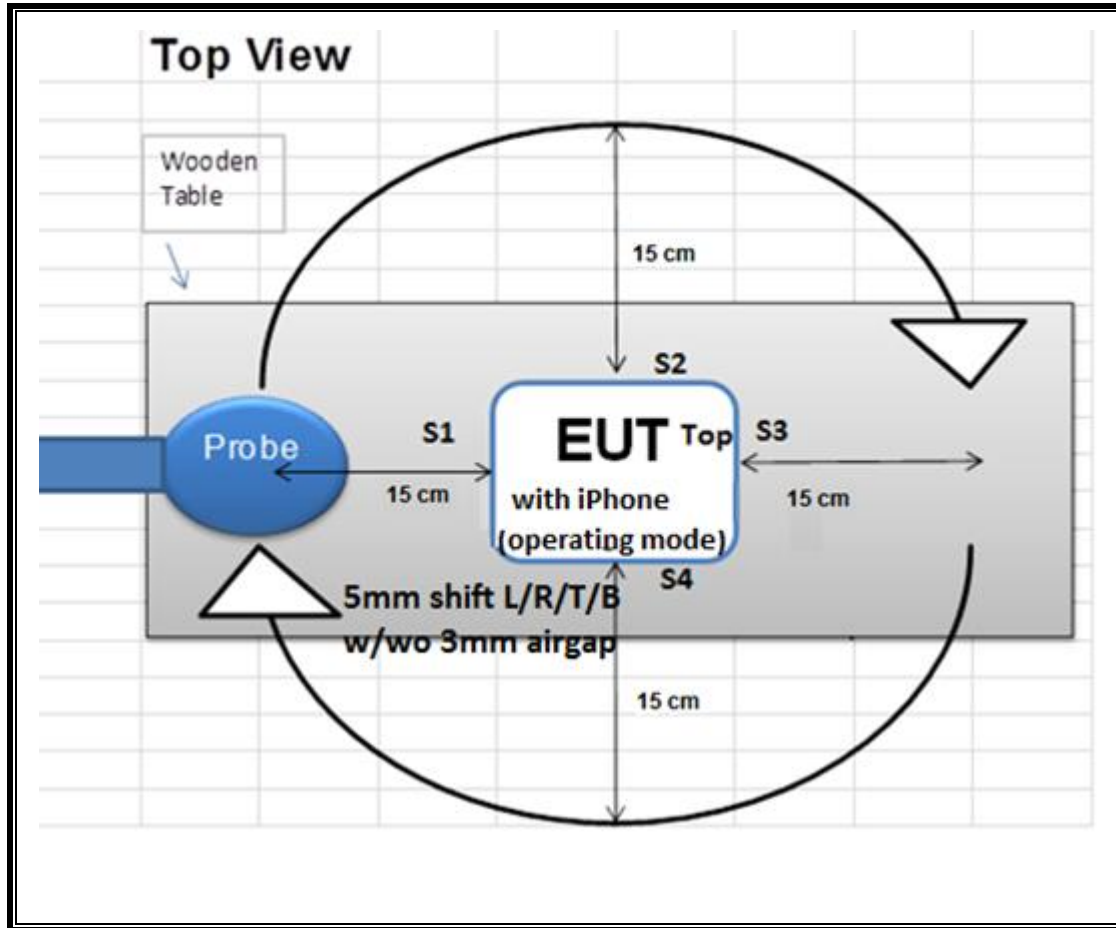 Top View
Wooden
Table
15 cm
S2
Probe
S1
EUT Top
S3
15 cm
with iPhone
15 cm
(operating mode)
S4
5mm shift L/R/T/B
w/wo 3mm airgap
15 cm